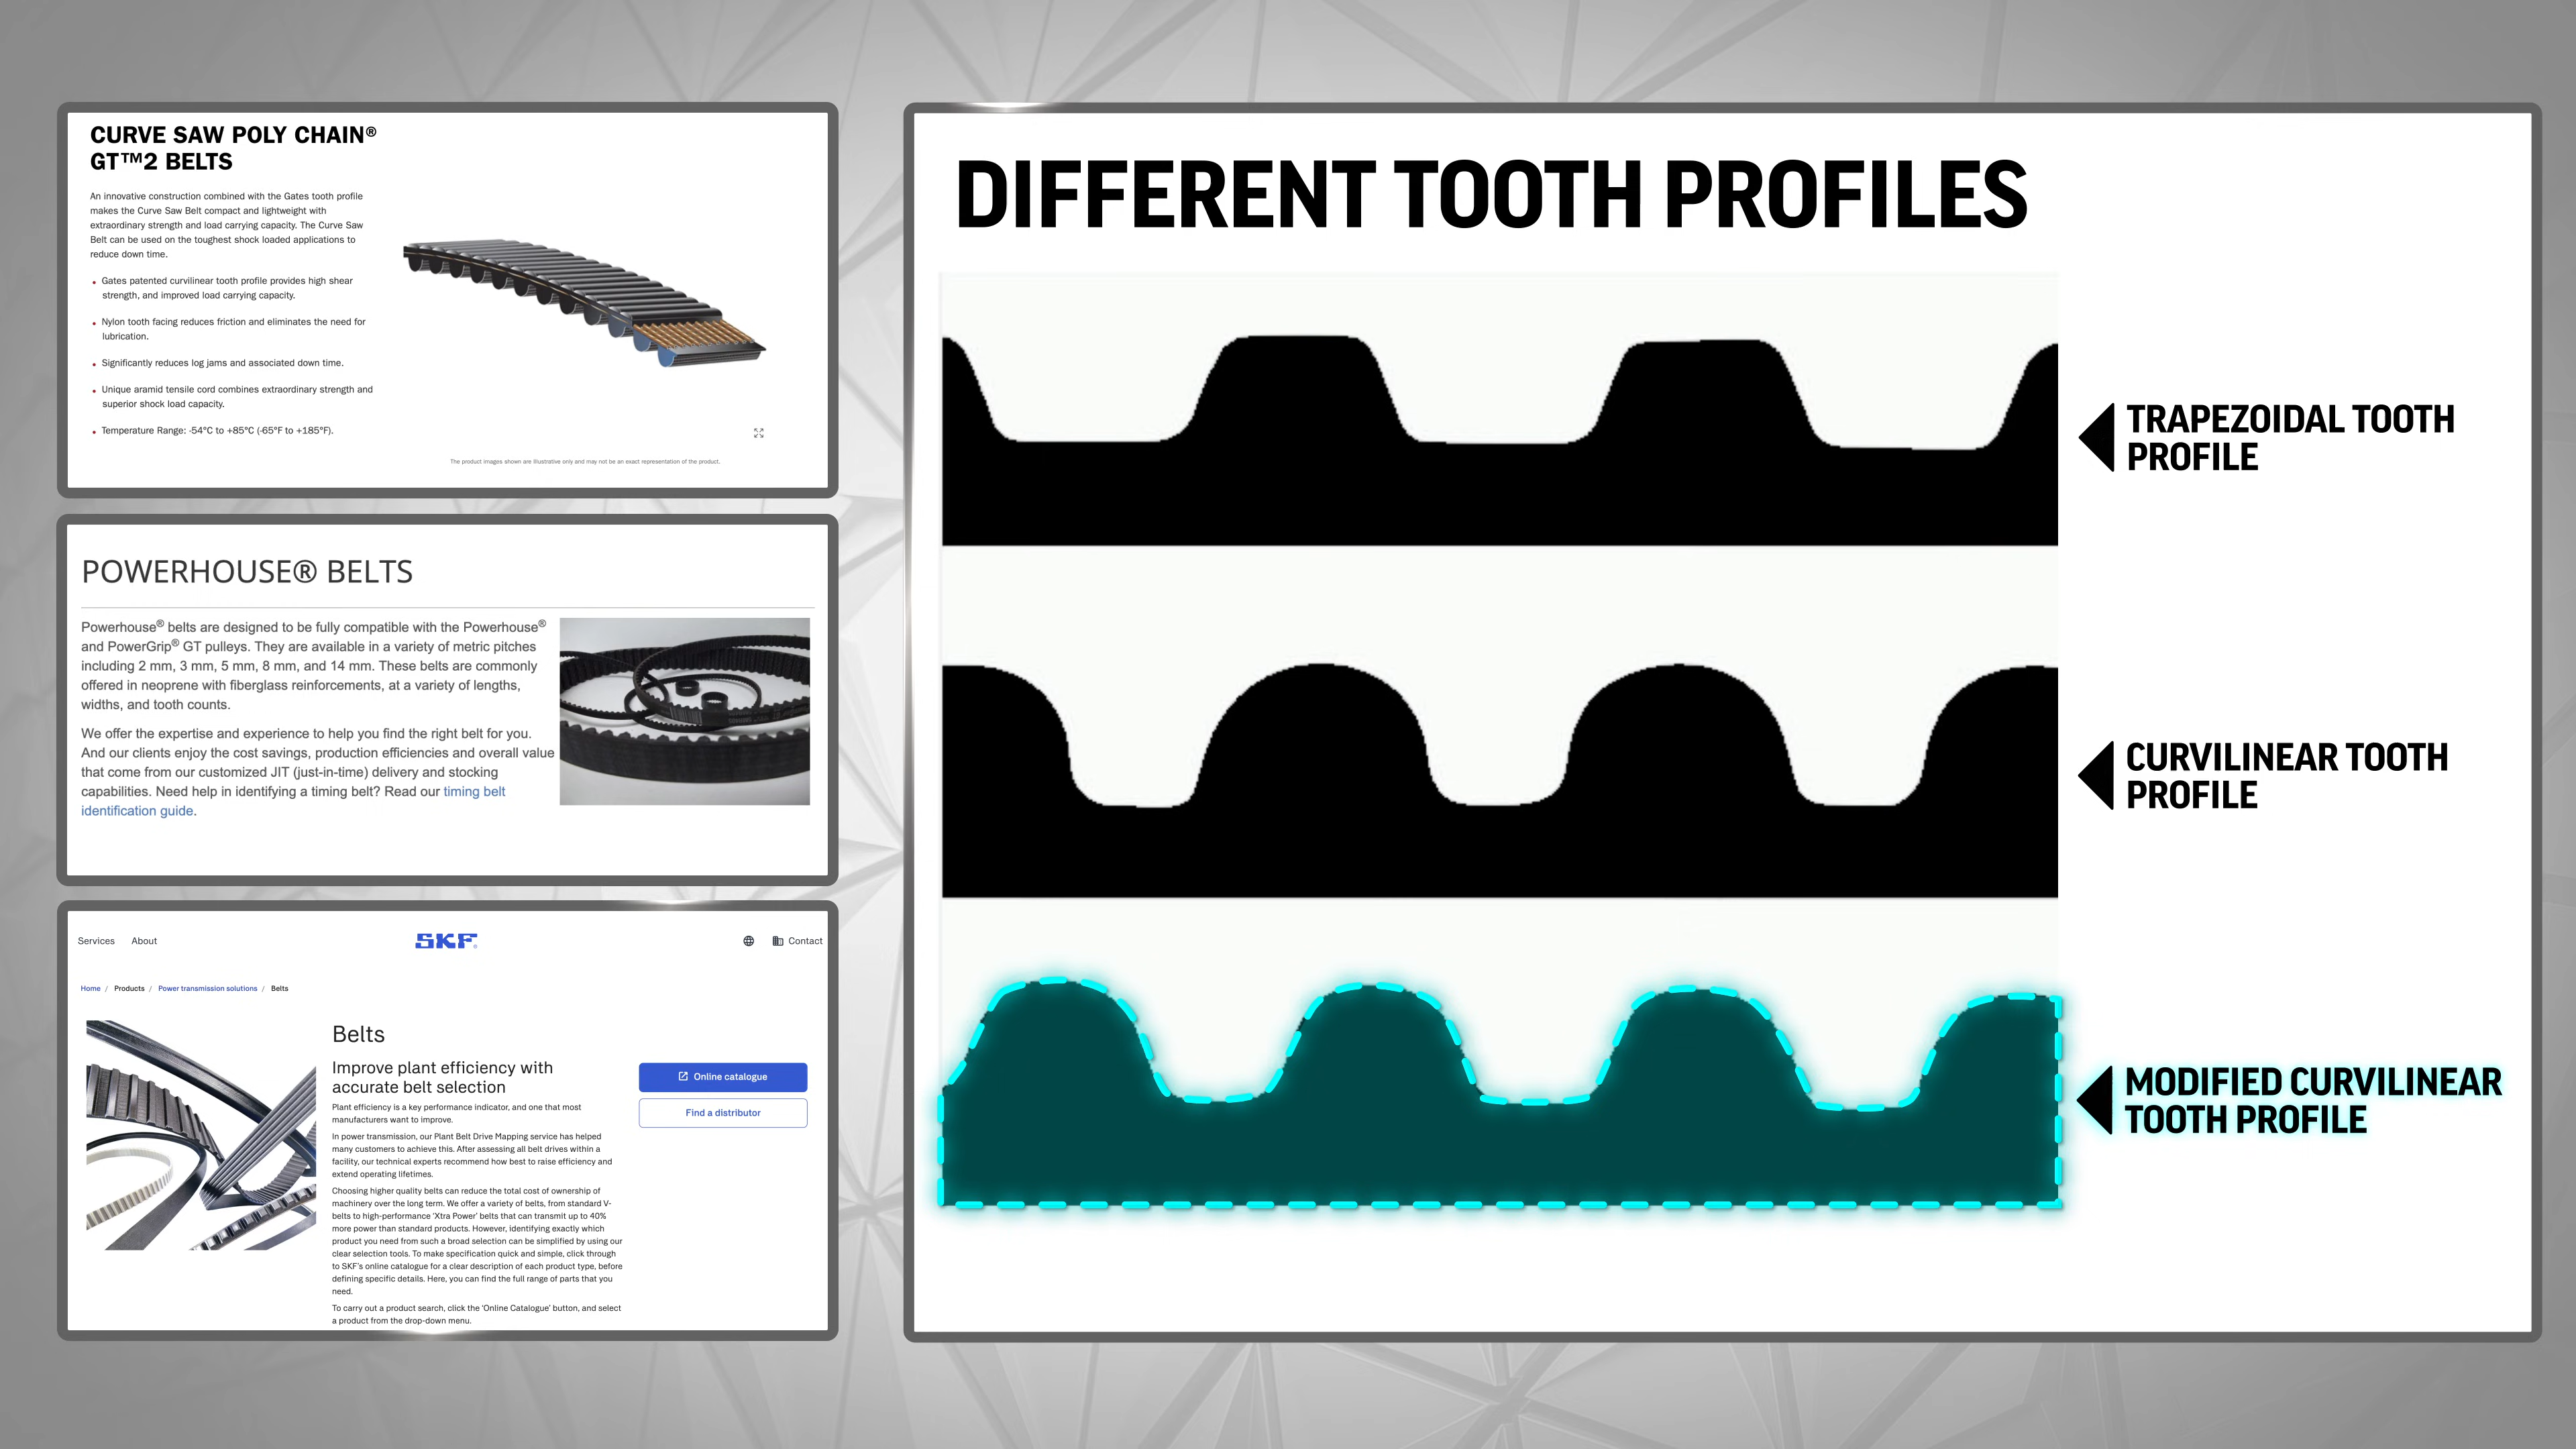 CURVE SAW POLY CHAIN®
GT™2 BELTS
An innovative construction combined with the Gates tooth profile
makes the Curve Saw Belt compact and lightweight with
extraordinary strength and load carrying capacity. The Curve Saw
Belt can be used on the toughest shock loaded applications to
reduce down time.
• Gates patented curvilinear tooth profile provides high shear
strength, and improved load carrying capacity.
• Nylon tooth facing reduces friction and eliminates the need for
lubrication.
• Significantly reduces log jams and associated down time.
• Unique aramid tensile cord combines extraordinary strength and
superior shock load capacity.
• Temperature Range: -54°C to +85°C (-65°F to +185°F).
The product images shown are illustrative only and may not be an exact representation of the product.
POWERHOUSE® BELTS
Powerhouse® belts are designed to be fully compatible with the Powerhouse®
and PowerGrip® GT pulleys. They are available in a variety of metric pitches
including 2 mm, 3 mm, 5 mm, 8 mm, and 14 mm. These belts are commonly
offered in neoprene with fiberglass reinforcements, at a variety of lengths,
widths, and tooth counts.
We offer the expertise and experience to help you find the right belt for you.
And our clients enjoy the cost savings, production efficiencies and overall value
that come from our customized JIT (just-in-time) delivery and stocking
capabilities. Need help in identifying a timing belt? Read our timing belt
identification guide.
Services About SKF® Contact
Home / Products / Power transmission solutions / Belts
Belts
Improve plant efficiency with
accurate belt selection
Plant efficiency is a key performance indicator, and one that most
manufacturers want to improve.
In power transmission, our Plant Belt Drive Mapping service has helped
many customers to achieve this. After assessing all belt drives within a
facility, our technical experts recommend how best to raise efficiency and
extend operating lifetimes.
Choosing higher quality belts can reduce the total cost of ownership of
machinery over the long term. We offer a variety of belts, from standard V-
belts to high-performance ‘Xtra Power’ belts that can transmit up to 40%
more power than standard products. However, identifying exactly which
product you need from such a broad selection can be simplified by using our
clear selection tools. To make specification quick and simple, click through
to SKF’s online catalogue for a clear description of each product type, before
defining specific details. Here, you can find the full range of parts that you
need.
To carry out a product search, click the ‘Online Catalogue’ button, and select
a product from the drop-down menu.
Online catalogue
Find a distributor
DIFFERENT TOOTH PROFILES
TRAPEZOIDAL TOOTH
PROFILE
CURVILINEAR TOOTH
PROFILE
MODIFIED CURVILINEAR
TOOTH PROFILE